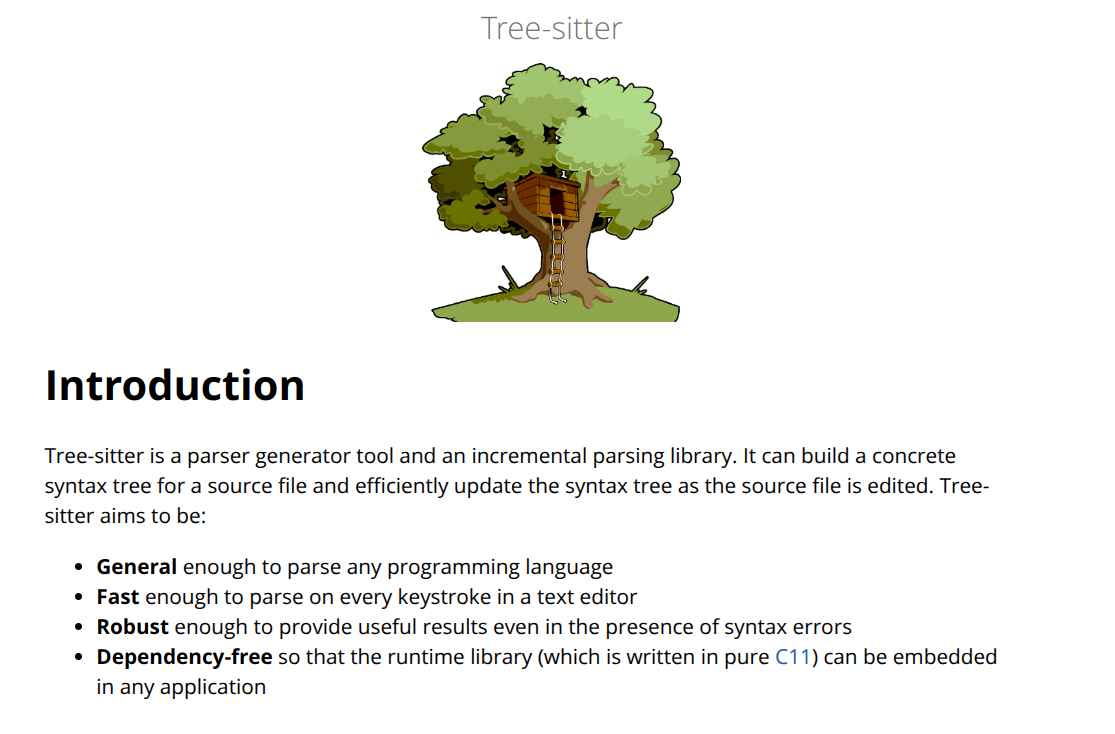 Tree-sitter
Introduction
Tree-sitter is a parser generator tool and an incremental parsing library. It can build a concrete
syntax tree for a source file and efficiently update the syntax tree as the source file is edited. Tree-
sitter aims to be:
• General enough to parse any programming language
• Fast enough to parse on every keystroke in a text editor
• Robust enough to provide useful results even in the presence of syntax errors
• Dependency-free so that the runtime library (which is written in pure C11) can be embedded
in any application